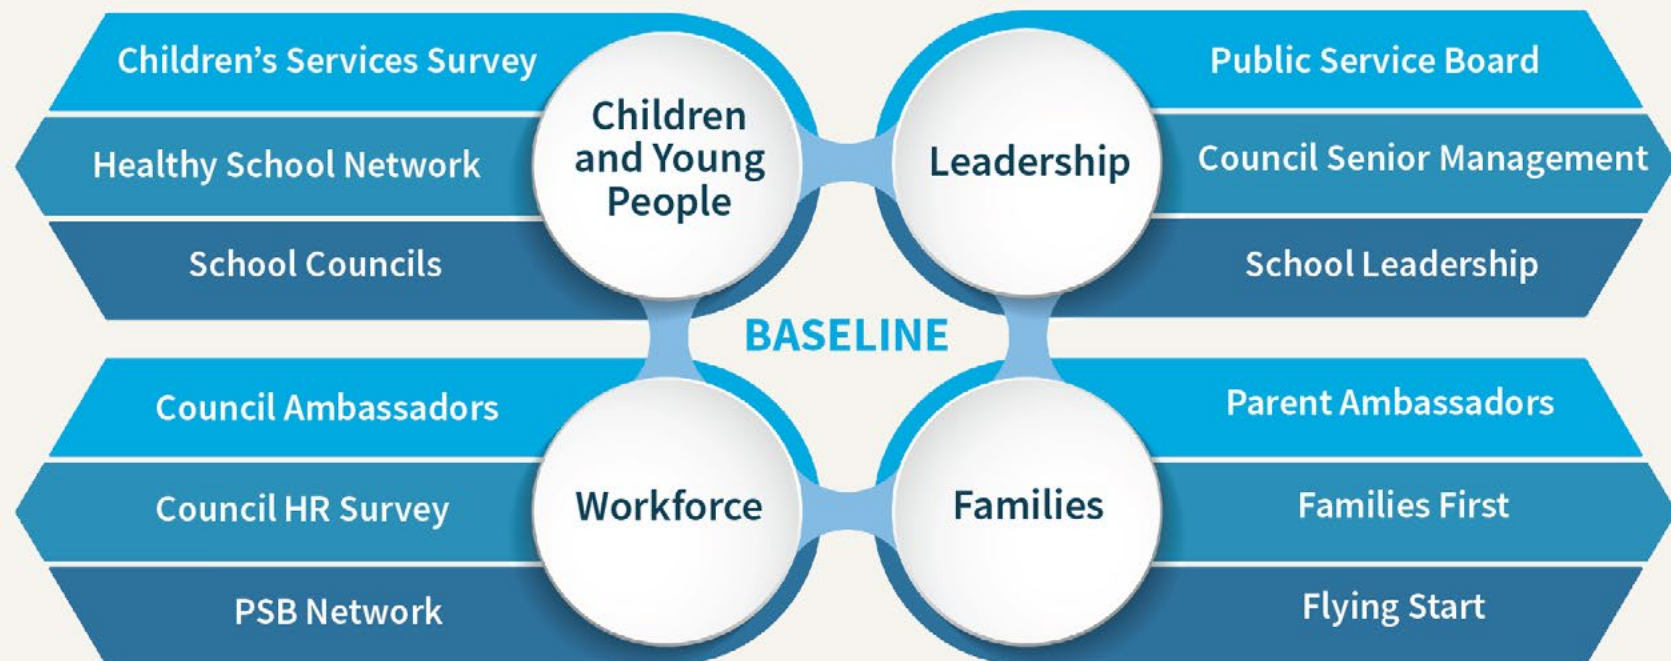 Children’s Services Survey
Healthy School Network
School Councils
Children
and Young
People
Leadership
Public Service Board
Council Senior Management
School Leadership
BASELINE
Council Ambassadors
Council HR Survey
PSB Network
Workforce
Families
Parent Ambassadors
Families First
Flying Start